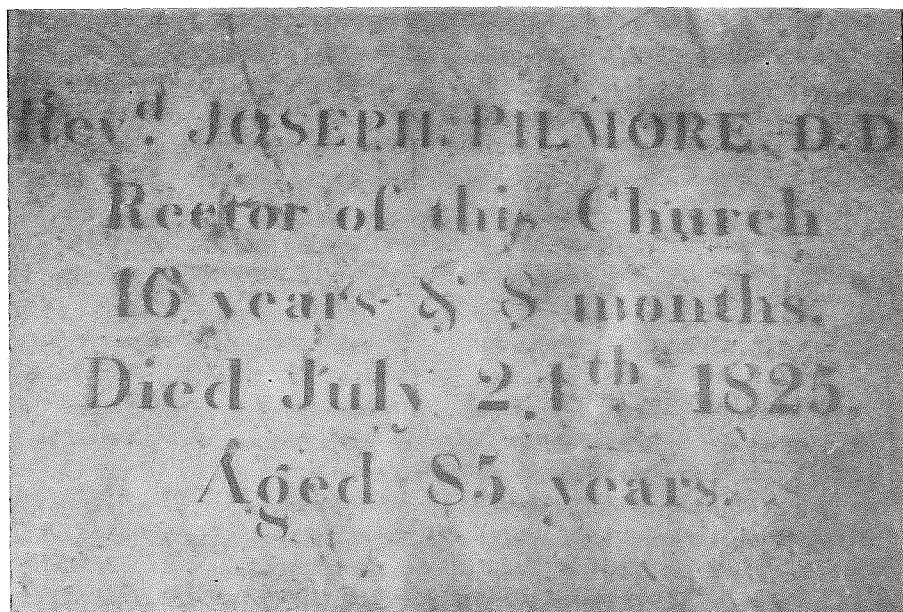 Revd. JOSEPH PILMORE. D.D
Rector of this Church
16 years & 8 months.
Died July 24th 1825.
Aged 85 years.